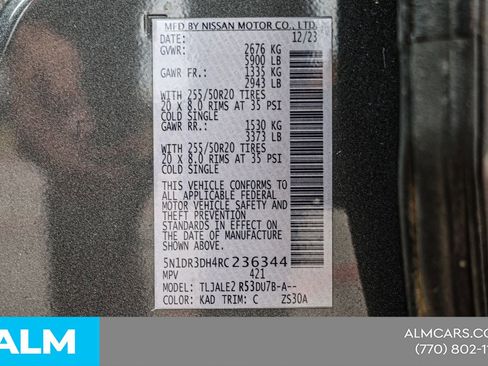 MFD BY NISSAN MOTOR CO., LTD.
DATE: 12/23
GVWR: 2676 KG
5900 LB
GAWR FR.: 1335 KG
2943 LB
WITH 255/50R20 TIRES
20 x 8.0 RIMS AT 35 PSI
COLD SINGLE
GAWR RR.: 1530 KG
3373 LB
WITH 255/50R20 TIRES
20 x 8.0 RIMS AT 35 PSI
COLD SINGLE
THIS VEHICLE CONFORMS TO
ALL APPLICABLE FEDERAL
MOTOR VEHICLE SAFETY AND
AND THEFT PREVENTION
STANDARDS IN EFFECT ON
THE DATE OF MANUFACTURE
SHOWN ABOVE.
5N1DR3DH4RC236344
MPV 421
MODEL: TLJALE2 R53DU7B-A--
COLOR: KAD TRIM: C ZS30A
ALM
ALMCARS.CO
(770) 802-1